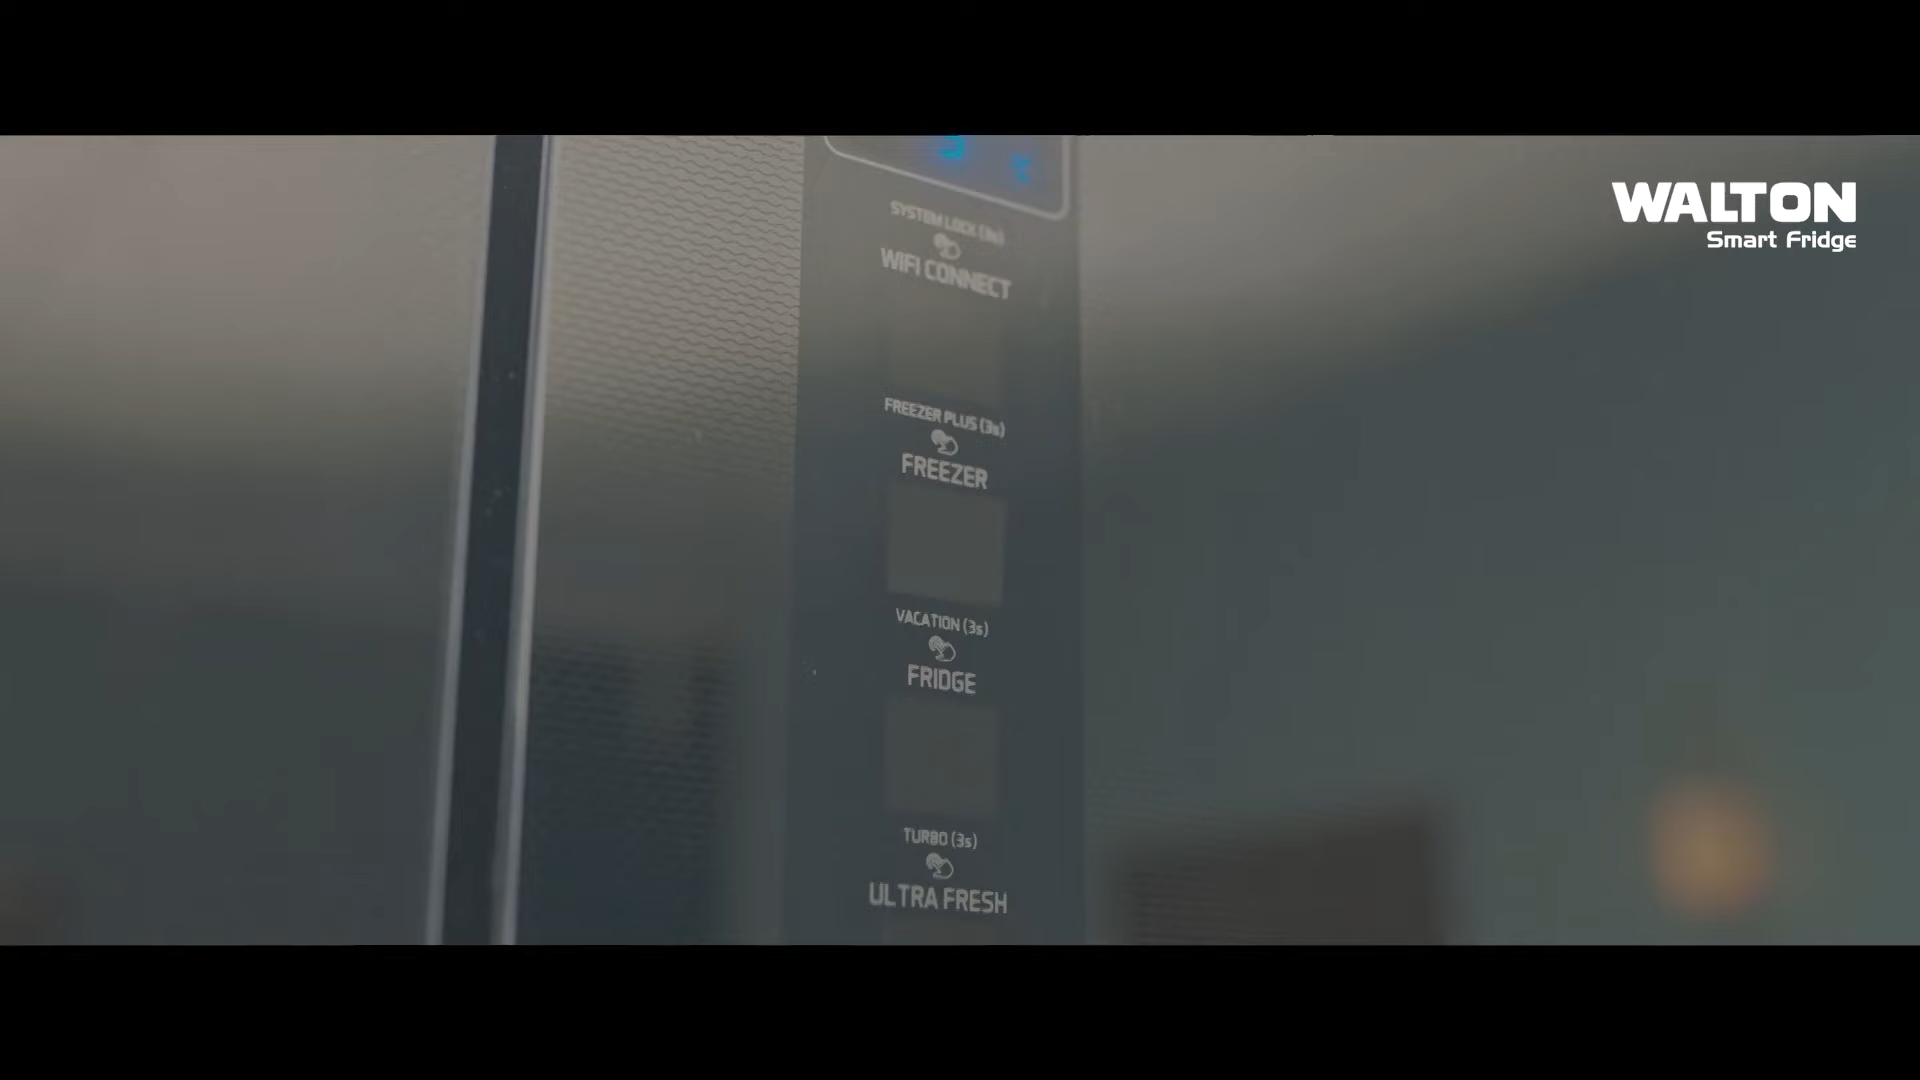 WALTON
Smart Fridge
SYSTEM LOCK (3s)
WIFI CONNECT
FREEZER PLUS (3s)
FREEZER
VACATION (3s)
FRIDGE
TURBO (3s)
ULTRA FRESH